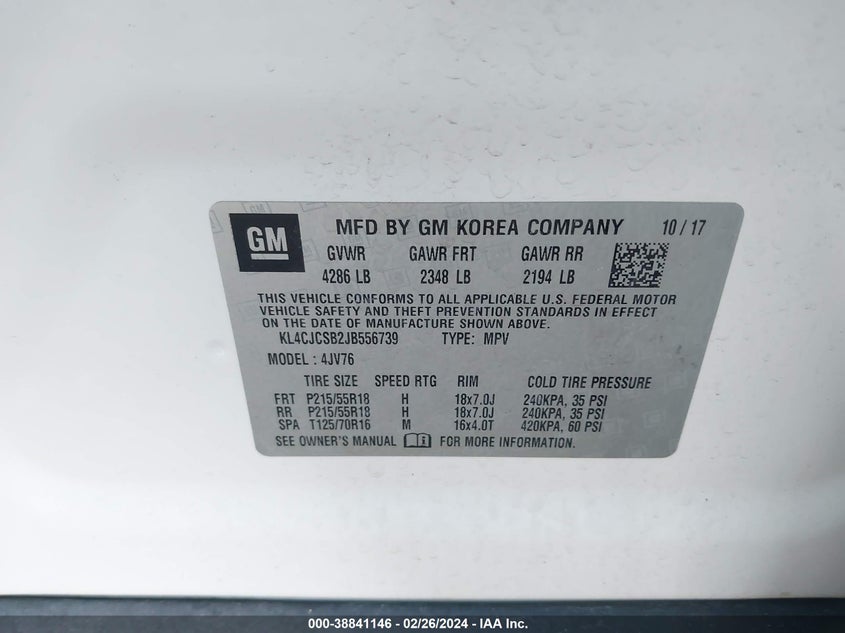 GM MFD BY GM KOREA COMPANY 10 / 17
GVWR GAWR FRT GAWR RR
4286 LB 2348 LB 2194 LB
THIS VEHICLE CONFORMS TO ALL APPLICABLE U.S. FEDERAL MOTOR
VEHICLE SAFETY AND THEFT PREVENTION STANDARDS IN EFFECT
ON THE DATE OF MANUFACTURE SHOWN ABOVE.
KL4CJCSB2JB556739 TYPE: MPV
MODEL : 4JV76
TIRE SIZE SPEED RTG RIM COLD TIRE PRESSURE
FRT P215/55R18 H 18x7.0J 240KPA, 35 PSI
RR P215/55R18 H 18x7.0J 240KPA, 35 PSI
SPA T125/70R16 M 16x4.0T 420KPA, 60 PSI
SEE OWNER'S MANUAL FOR MORE INFORMATION.
000-38841146 - 02/26/2024 - IAA Inc.